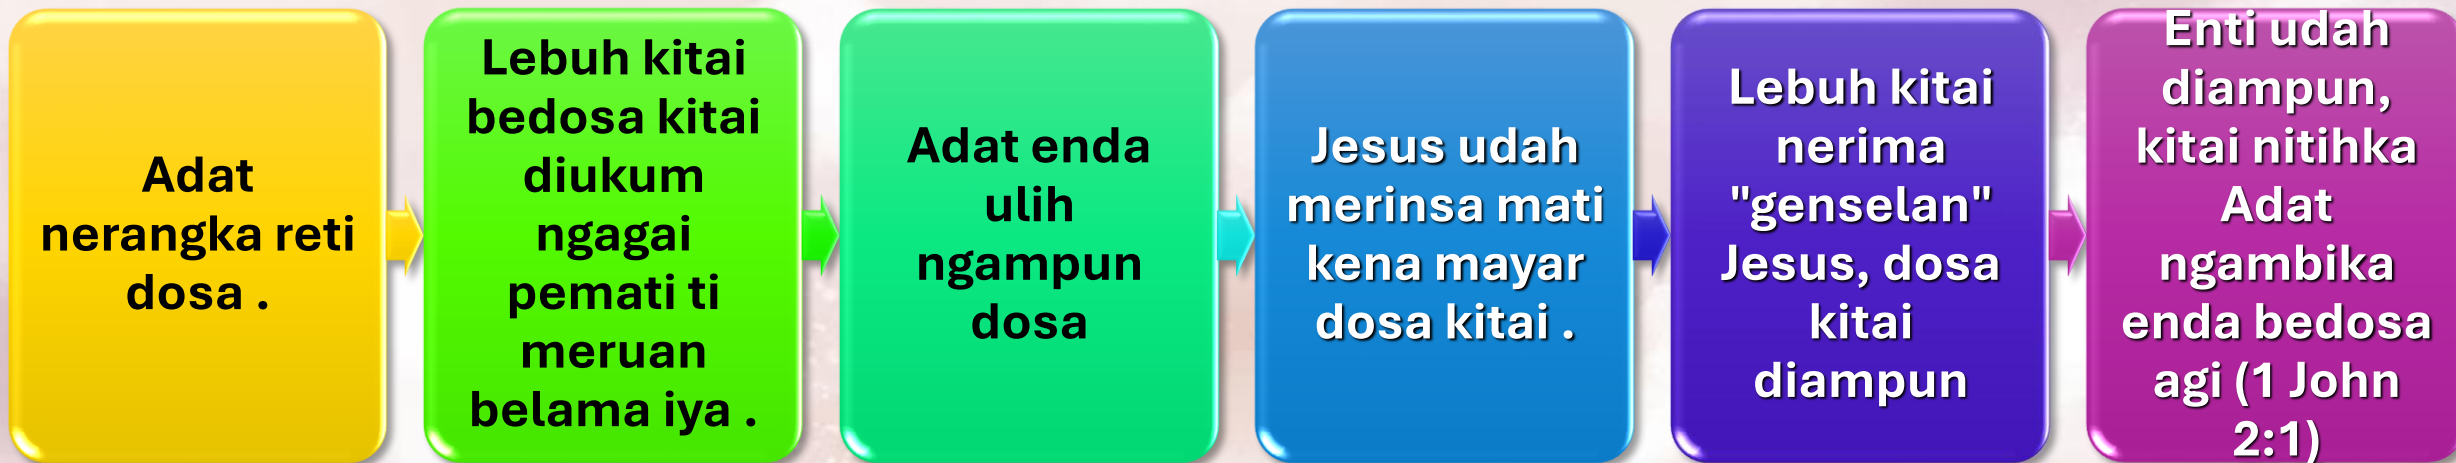 Adat
nerangka reti
dosa .
Lebuh kitai
bedosa kitai
diukum
ngagai
pemati ti
meruan
belama iya .
Adat enda
ulih
ngampun
dosa
Jesus udah
merinsa mati
kena mayar
dosa kitai .
Lebuh kitai
nerima
"genselan"
Jesus, dosa
kitai
diampun
Enti udah
diampun,
kitai nitihka
Adat
ngambika
enda bedosa
agi (1 John
2:1)